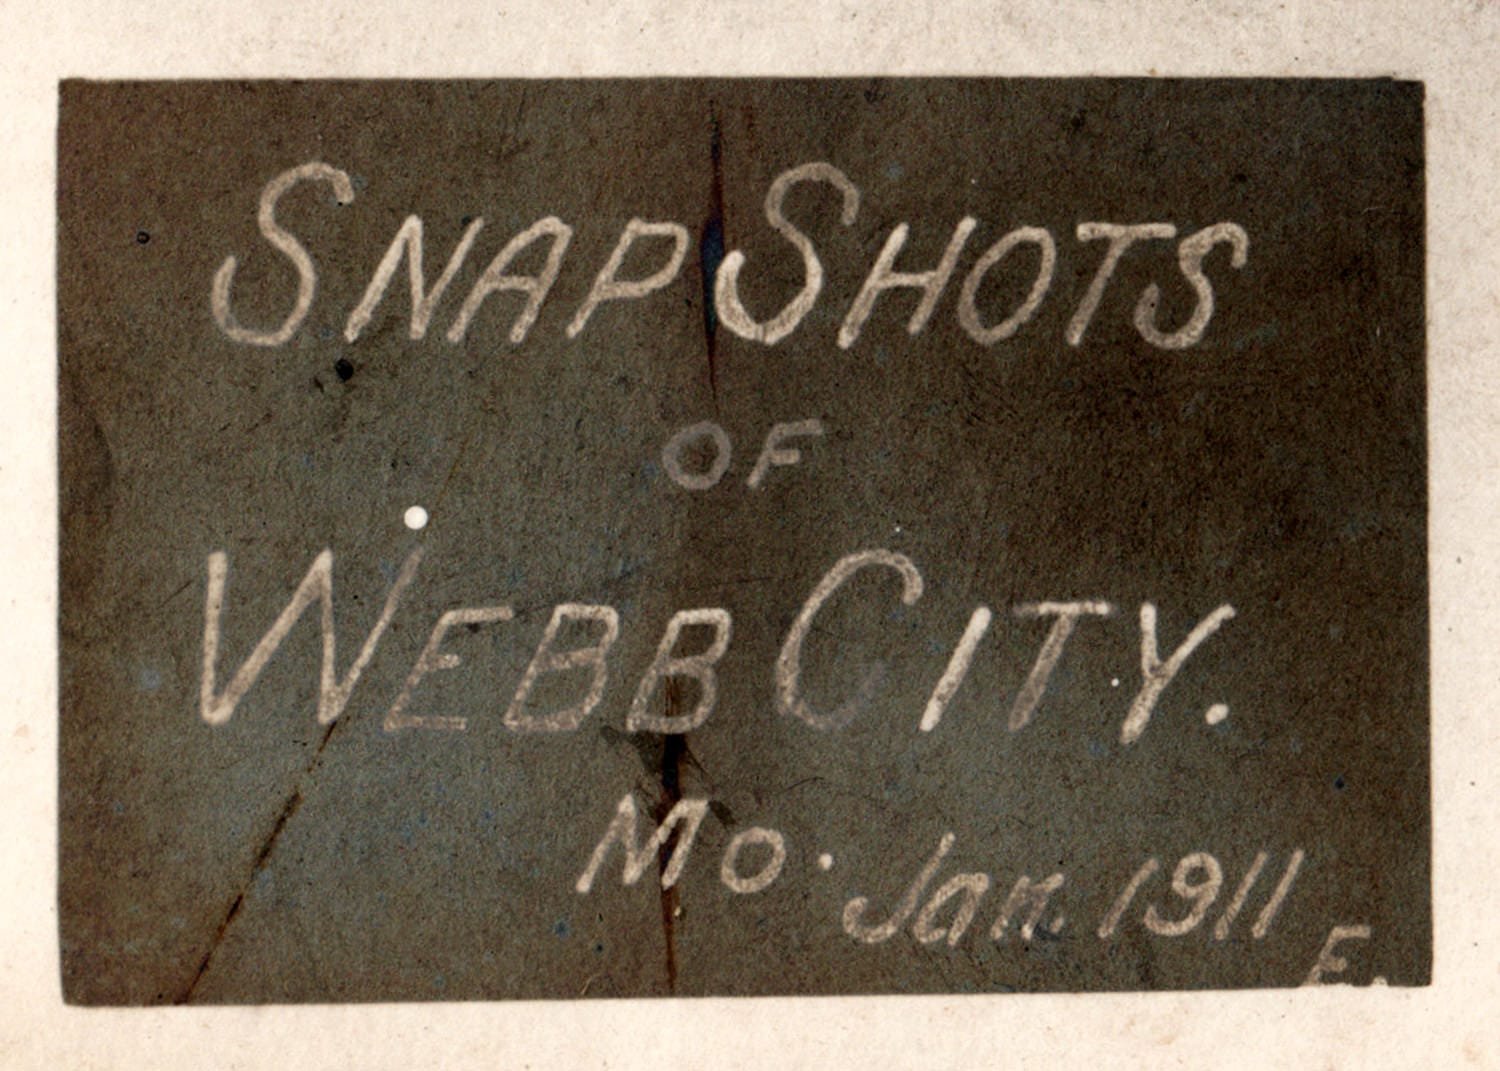 SNAP SHOTS
OF
WEBB CITY.
MO. Jan. 1911
E.